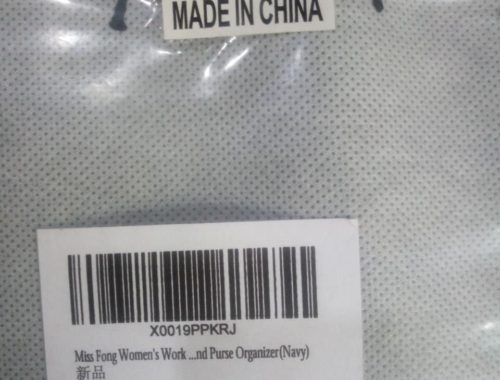 MADE IN CHINA
X0019PPKRJ
Miss Fong Women's Work ...nd Purse Organizer(Navy)
新品